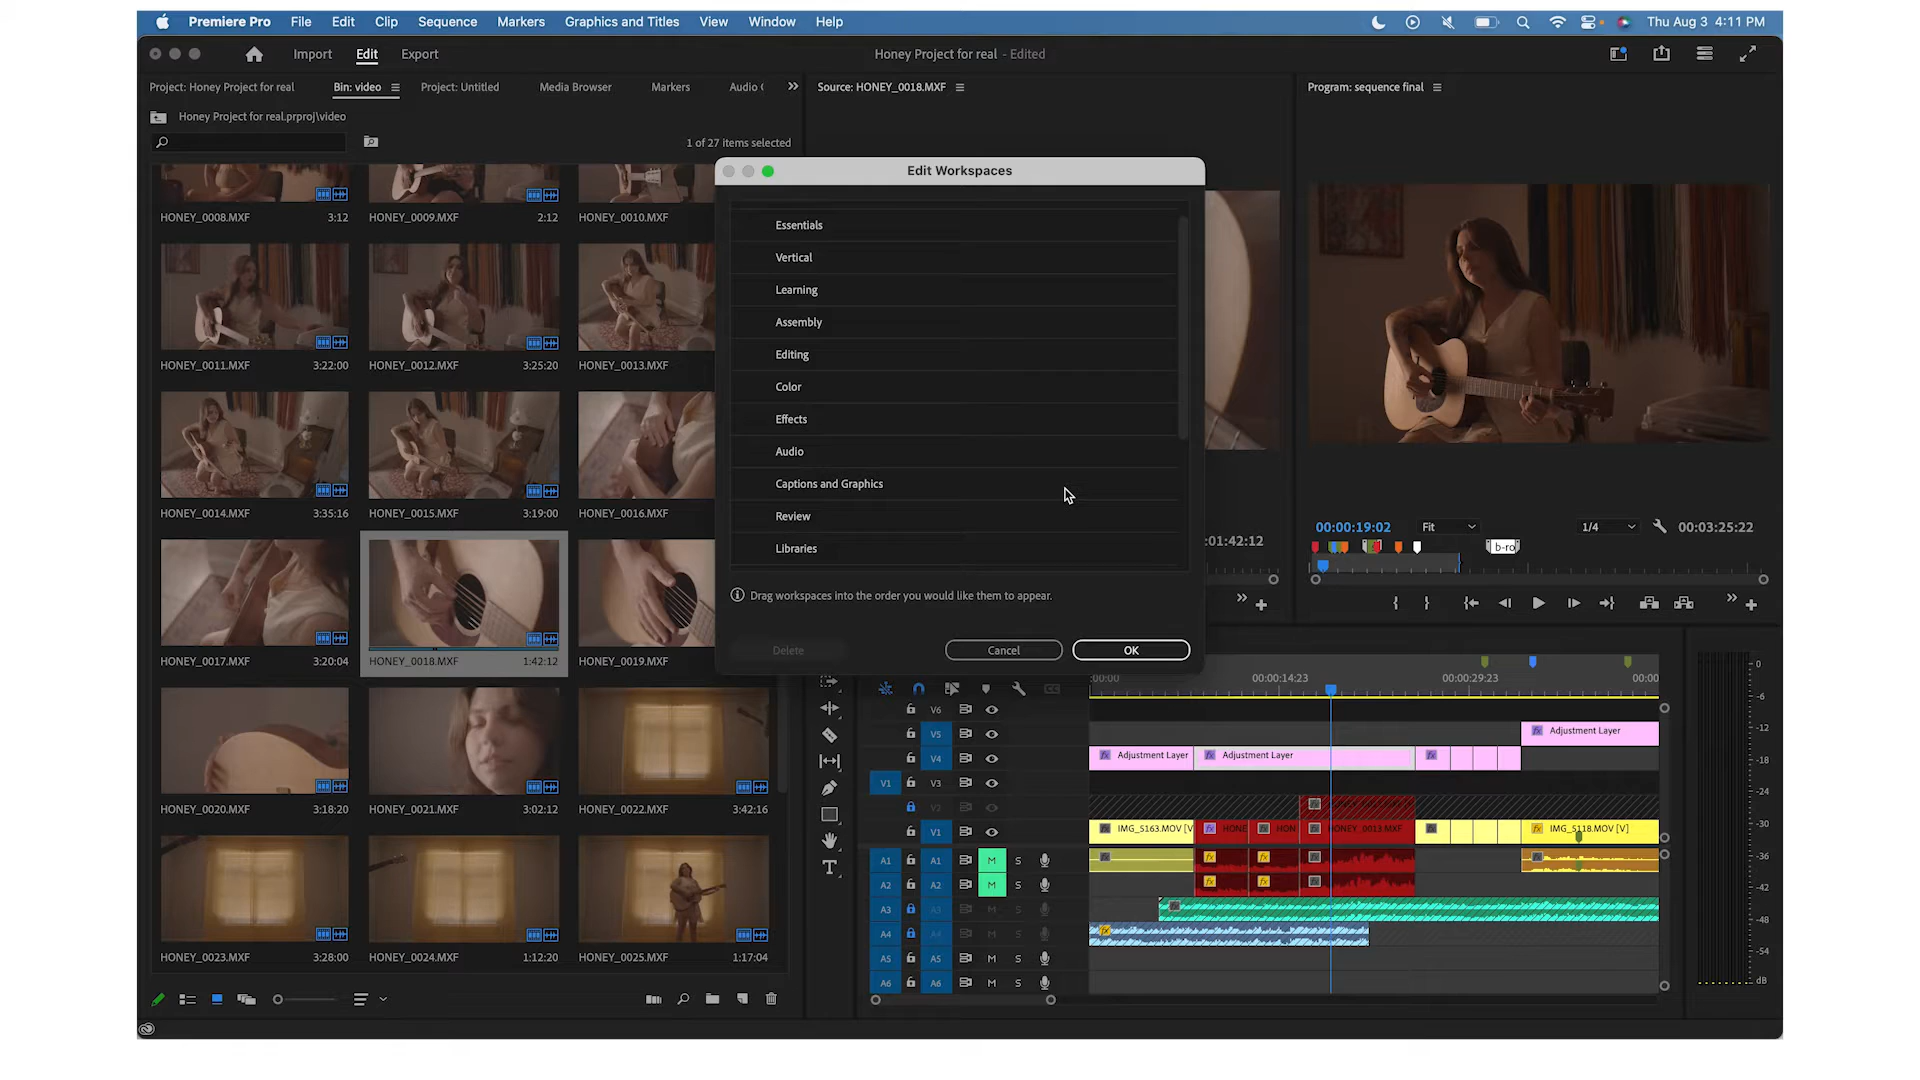 Premiere Pro File Edit Clip Sequence Markers Graphics and Titles View Window Help Thu Aug 3 4:11 PM
Import Edit Export Honey Project for real - Edited
Project: Honey Project for real Bin: video Project: Untitled Media Browser Markers Audio Source: HONEY_0018.MXF Program: sequence final
Honey Project for real.prproj\video
1 of 27 items selected
Edit Workspaces
Essentials
Vertical
Learning
Assembly
Editing
Color
Effects
Audio
Captions and Graphics
Review
Libraries
Drag workspaces into the order you would like them to appear.
Delete Cancel OK
HONEY_0008.MXF 3:12 HONEY_0009.MXF 2:12 HONEY_0010.MXF
HONEY_0011.MXF 3:22:00 HONEY_0012.MXF 3:25:20 HONEY_0013.MXF
HONEY_0014.MXF 3:35:16 HONEY_0015.MXF 3:19:00 HONEY_0016.MXF
HONEY_0017.MXF 3:20:04 HONEY_0018.MXF 1:42:12 HONEY_0019.MXF
HONEY_0020.MXF 3:18:20 HONEY_0021.MXF 3:02:12 HONEY_0022.MXF 3:42:16
HONEY_0023.MXF 3:28:00 HONEY_0024.MXF 1:12:20 HONEY_0025.MXF 1:17:04
:01:42:12
00:00:19:02 Fit 1/4 00:03:25:22
b-ro
:00:00 00:00:14:23 00:00:29:23 00:00
V6
V5 Adjustment Layer
V4 Adjustment Layer Adjustment Layer
V1 V3
V2
V1 IMG_5163.MOV [V HONE HON HONEY_0013.MXF IMG_5118.MOV [V]
A1 A1 M S
A2 A2 M S
A3 A3 M S
A4 A4 M S
A5 A5 M S
A6 A6 M S
0
-6
-12
-18
-24
-30
-36
-42
-48
-54
dB